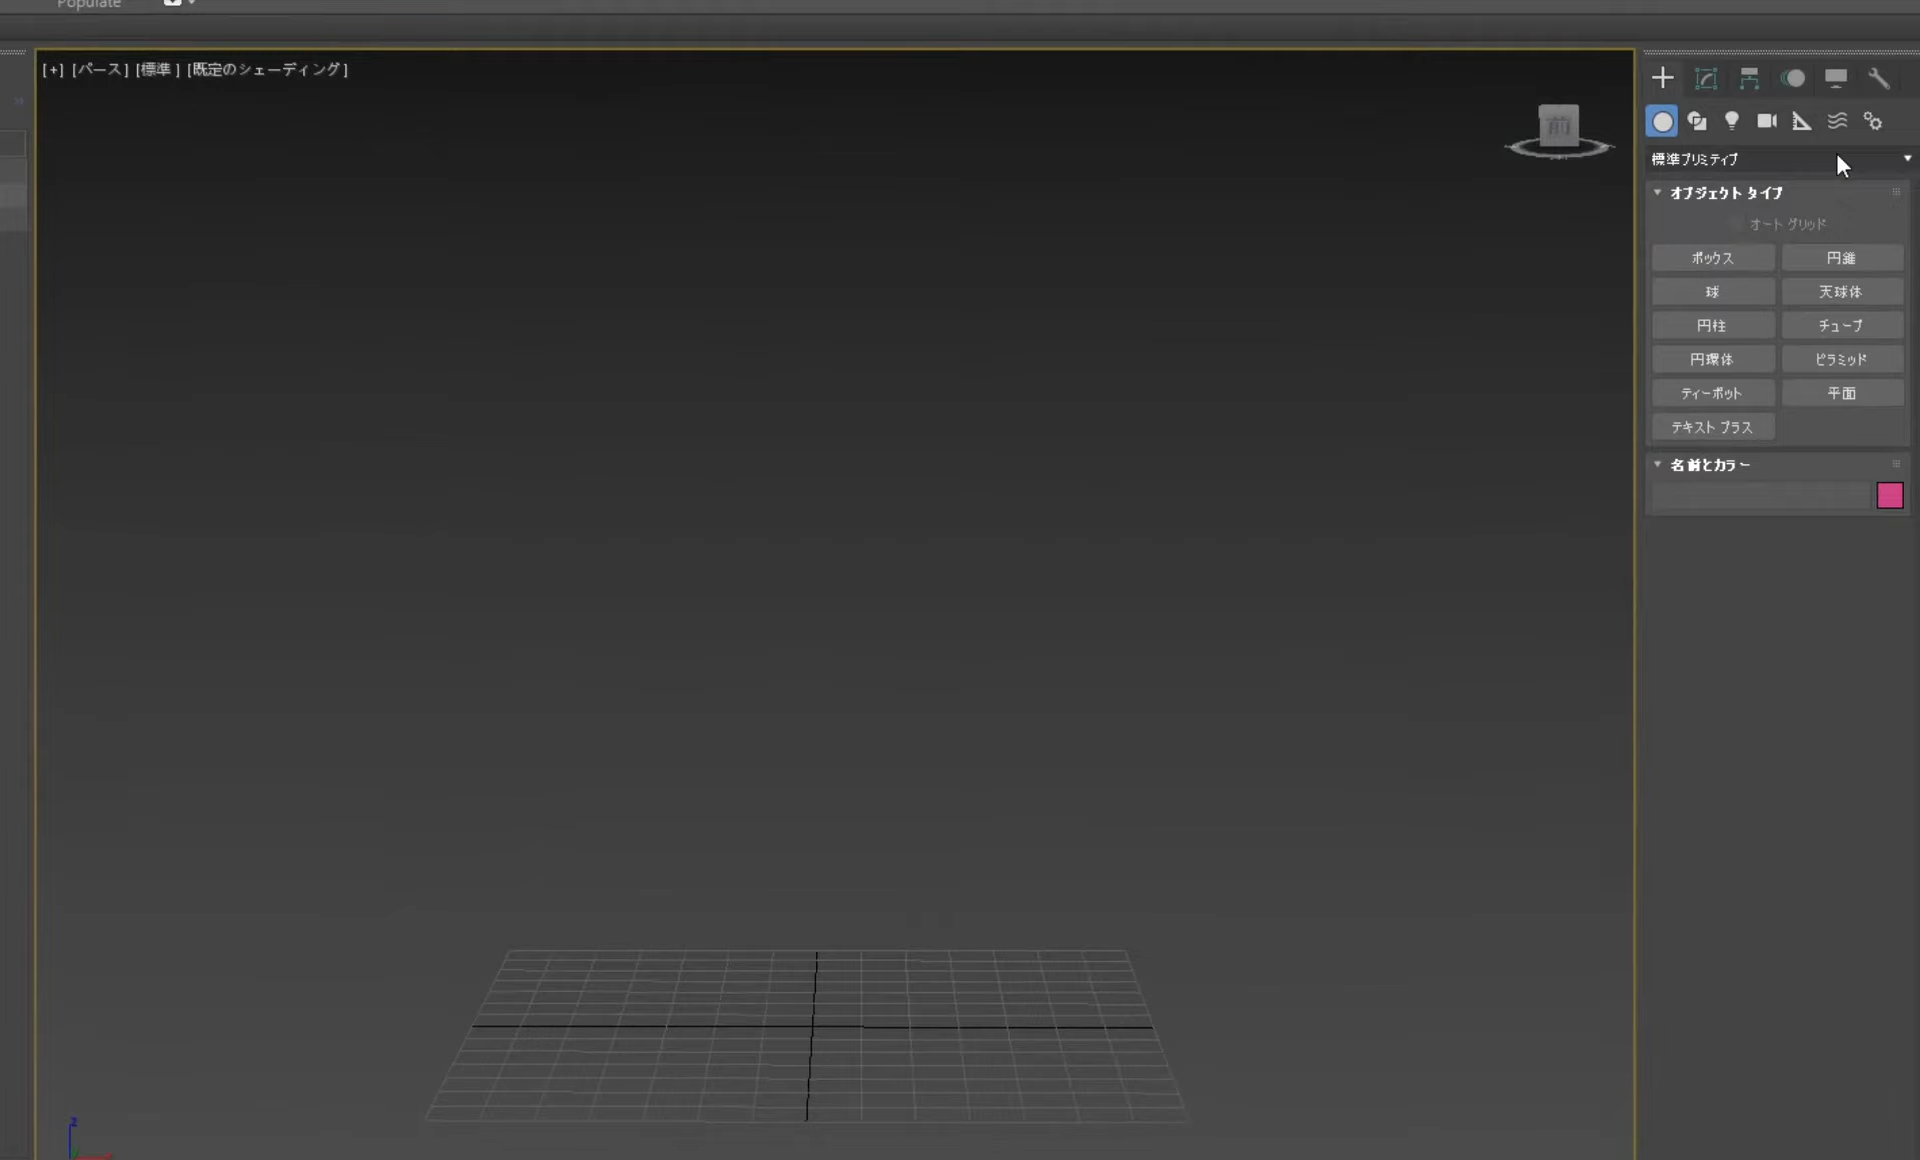 Populate
[+] [パース] [標準] [既定のシェーディング]
前
標準プリミティブ
オブジェクト タイプ
オート グリッド
ボックス 円錐
球 天球体
円柱 チューブ
円環体 ピラミッド
ティーポット 平面
テキスト プラス
名前とカラー
z